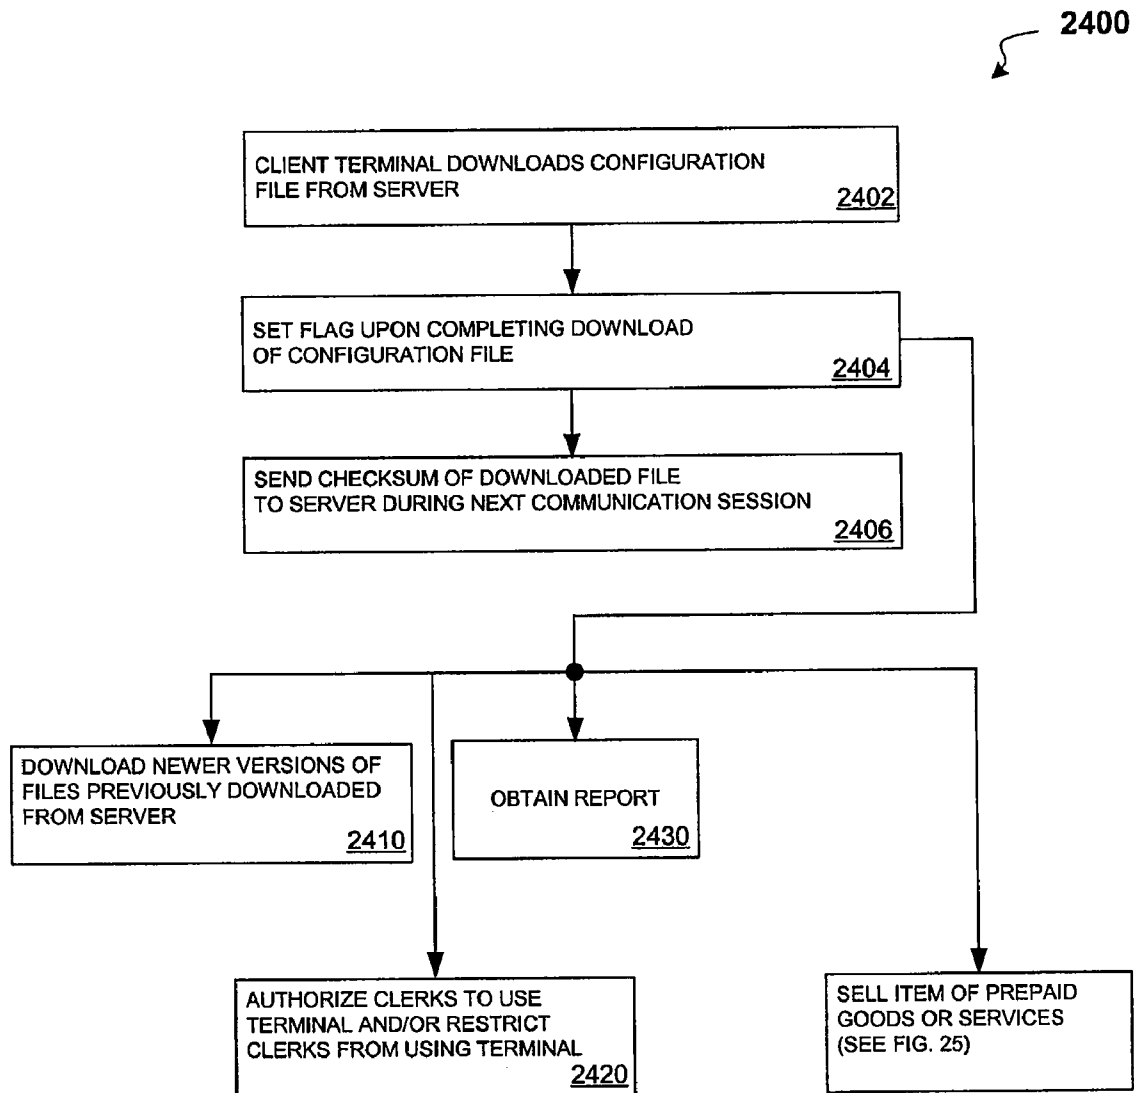 2400
CLIENT TERMINAL DOWNLOADS CONFIGURATION
FILE FROM SERVER
2402
SET FLAG UPON COMPLETING DOWNLOAD
OF CONFIGURATION FILE
2404
SEND CHECKSUM OF DOWNLOADED FILE
TO SERVER DURING NEXT COMMUNICATION SESSION
2406
DOWNLOAD NEWER VERSIONS OF
FILES PREVIOUSLY DOWNLOADED
FROM SERVER
2410
OBTAIN REPORT
2430
AUTHORIZE CLERKS TO USE
TERMINAL AND/OR RESTRICT
CLERKS FROM USING TERMINAL
2420
SELL ITEM OF PREPAID
GOODS OR SERVICES
(SEE FIG. 25)